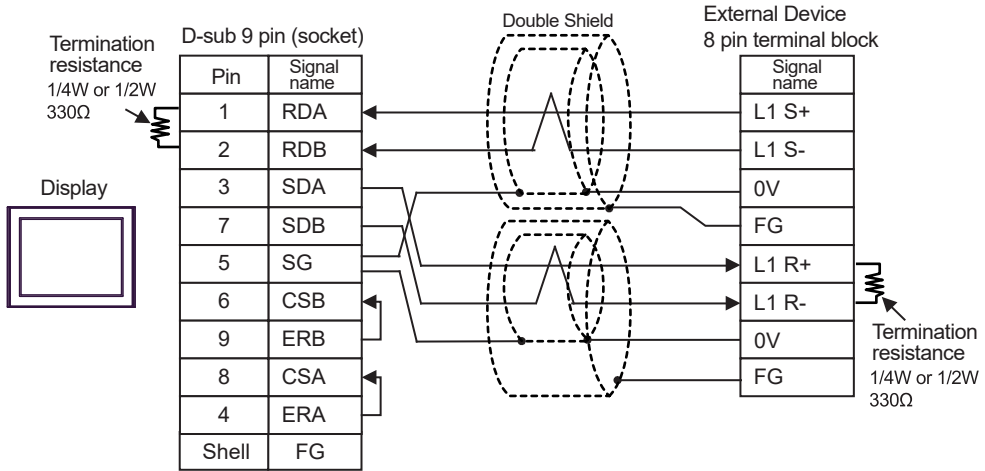 Double Shield
External Device
8 pin terminal block
Termination
resistance
1/4W or 1/2W
330Ω
D-sub 9 pin (socket)
Pin Signal name
1 RDA
2 RDB
3 SDA
7 SDB
5 SG
6 CSB
9 ERB
8 CSA
4 ERA
Shell FG
Display
Signal
name
L1 S+
L1 S-
0V
FG
L1 R+
L1 R-
0V
FG
Termination
resistance
1/4W or 1/2W
330Ω